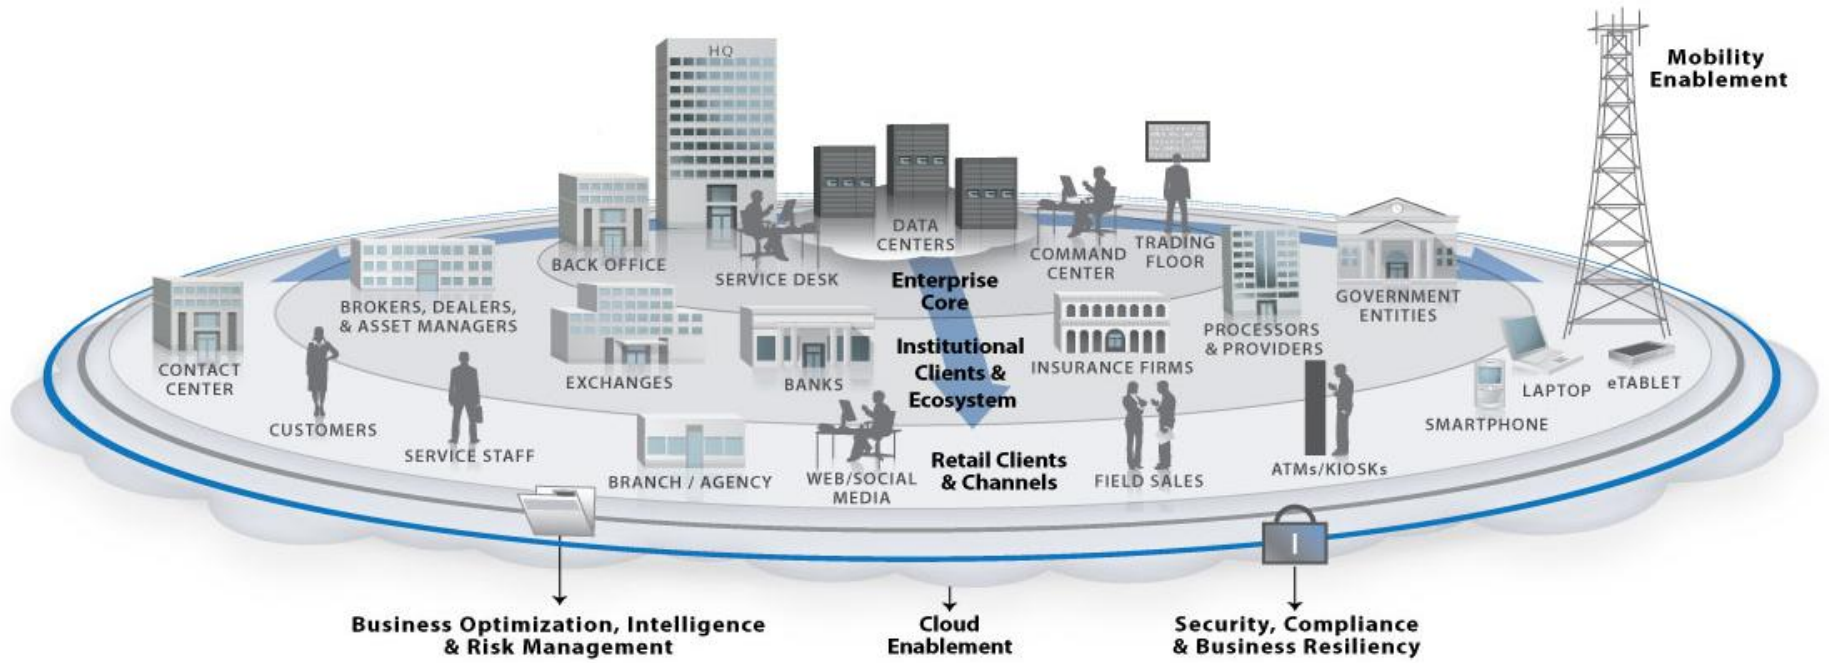 HQ
Mobility
Enablement
DATA
CENTERS
BACK OFFICE
SERVICE DESK
COMMAND
CENTER
TRADING
FLOOR
Enterprise
Core
BROKERS, DEALERS,
& ASSET MANAGERS
GOVERNMENT
ENTITIES
PROCESSORS
& PROVIDERS
CONTACT
CENTER
EXCHANGES
BANKS
Institutional
Clients &
Ecosystem
INSURANCE FIRMS
LAPTOP
eTABLET
SMARTPHONE
CUSTOMERS
SERVICE STAFF
BRANCH / AGENCY
WEB/SOCIAL
MEDIA
Retail Clients
& Channels
FIELD SALES
ATMs/KIOSKs
Business Optimization, Intelligence
& Risk Management
Cloud
Enablement
Security, Compliance
& Business Resiliency